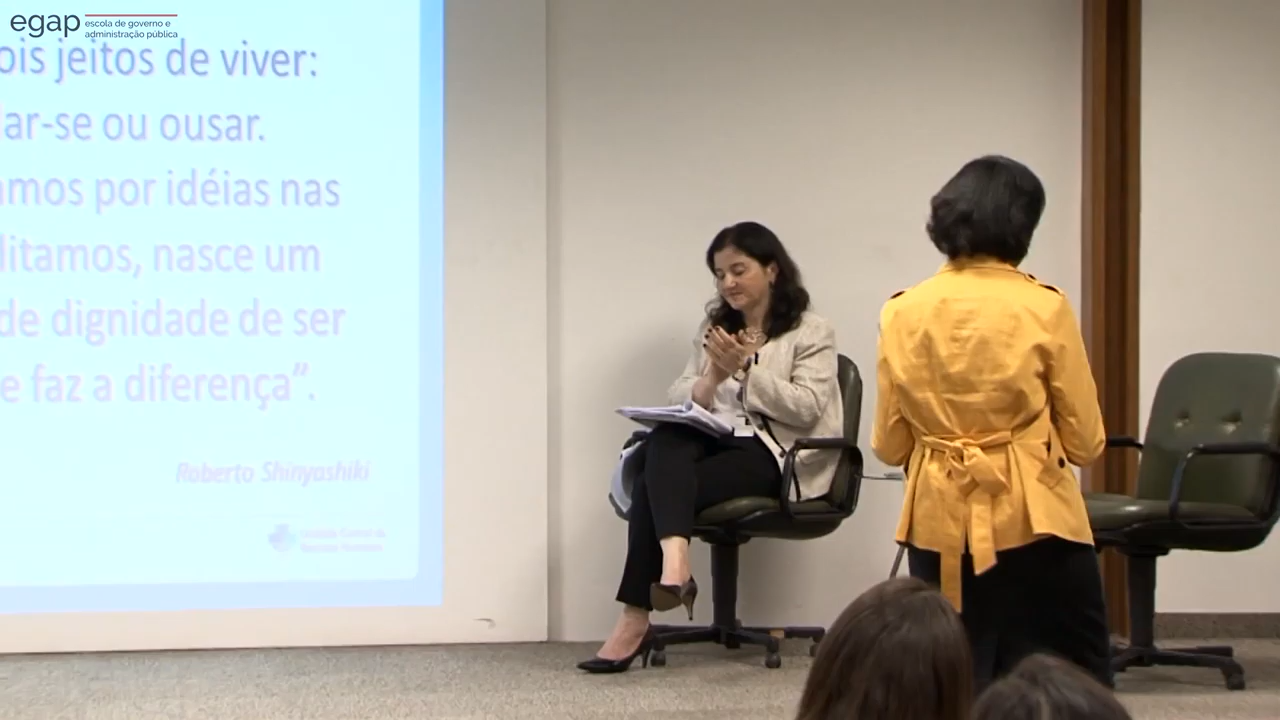 egap escola de governo e
administração pública
ois jeitos de viver:
lar-se ou ousar.
amos por idéias nas
ditamos, nasce um
de dignidade de ser
e faz a diferença”.
Roberto Shinyashiki